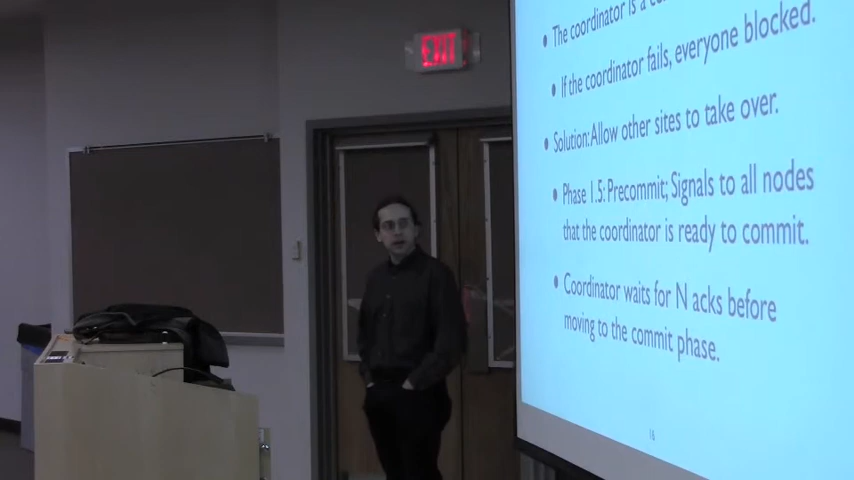 EXIT
The coordinator is a
If the coordinator fails, everyone blocked.
Solution: Allow other sites to take over.
Phase 1.5: Precommit; Signals to all nodes
that the coordinator is ready to commit.
Coordinator waits for N acks before
moving to the commit phase.